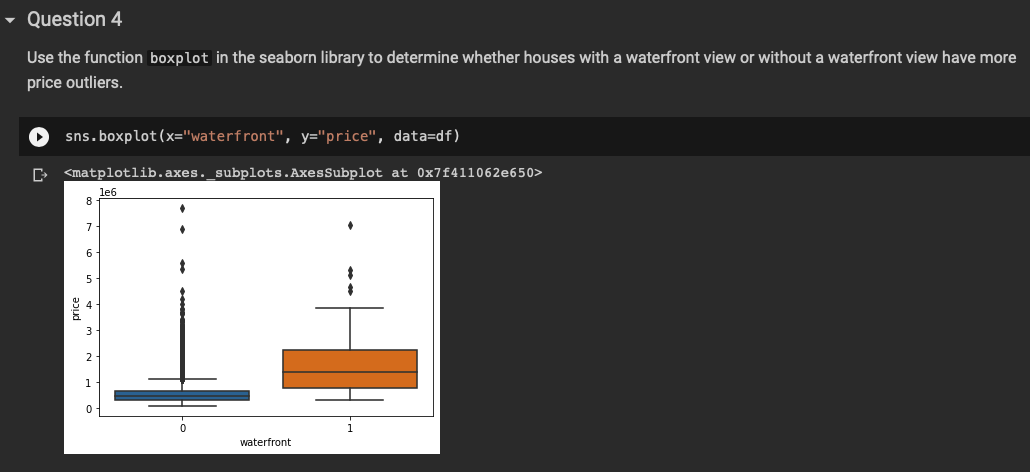 Question 4
Use the function boxplot in the seaborn library to determine whether houses with a waterfront view or without a waterfront view have more
price outliers.
sns.boxplot(x="waterfront", y="price", data=df)
<matplotlib.axes._subplots.AxesSubplot at 0x7f411062e650>
1e6
8
7
6
5
4
3
2
1
0
price
0 1
waterfront